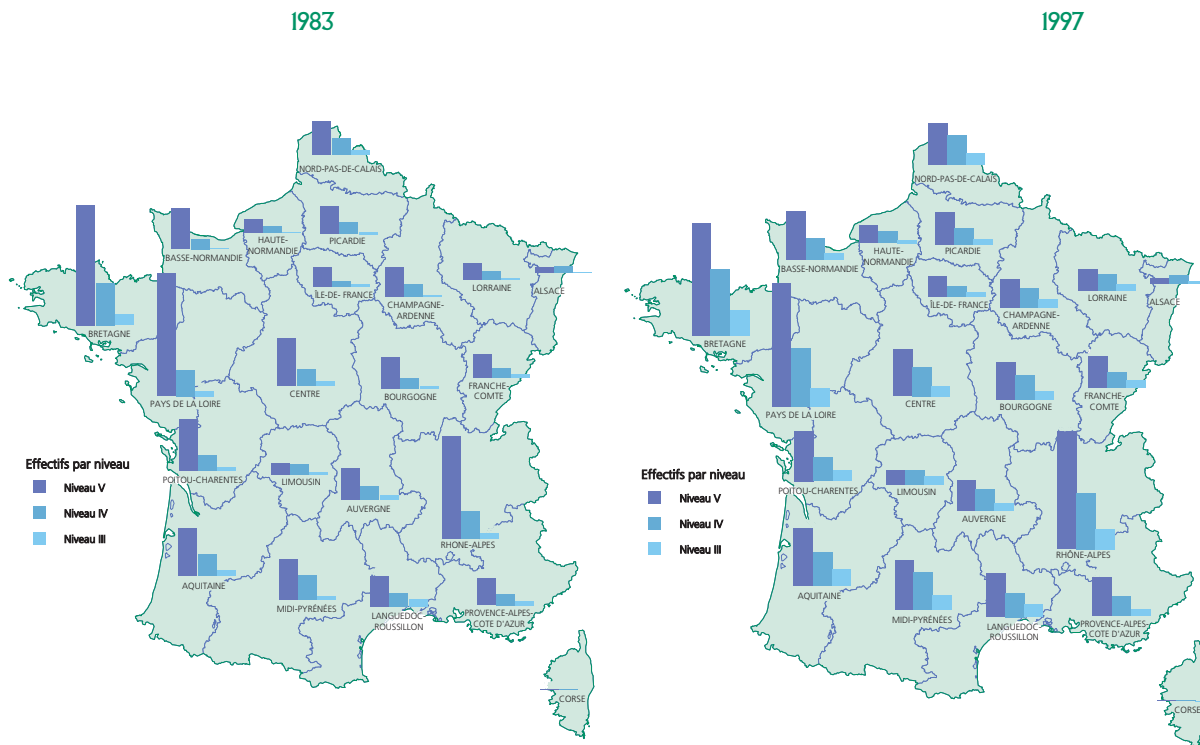 1983
NORD-PAS-DE-CALAIS
PICARDIE
HAUTE-
NORMANDIE
BASSE-NORMANDIE
ÎLE-DE- FRANCE
CHAMPAGNE-
ARDENNE
LORRAINE
ALSACE
BRETAGNE
PAYS DE LA LOIRE
CENTRE
BOURGOGNE
FRANCHE-
COMTE
POITOU-CHARENTES
LIMOUSIN
AUVERGNE
RHONE-ALPES
AQUITAINE
MIDI-PYRÉNÉES
LANGUEDOC-
ROUSSILLON
PROVENCE-ALPES-
COTE D'AZUR
CORSE
Effectifs par niveau
Niveau V
Niveau IV
Niveau III
1997
NORD-PAS-DE-CALAIS
PICARDIE
HAUTE-
NORMANDIE
BASSE-NORMANDIE
ÎLE-DE- FRANCE
CHAMPAGNE-
ARDENNE
LORRAINE
ALSACE
BRETAGNE
PAYS DE LA LOIRE
CENTRE
BOURGOGNE
FRANCHE-
COMTE
POITOU-CHARENTES
LIMOUSIN
AUVERGNE
RHÔNE-ALPES
AQUITAINE
MIDI-PYRÉNÉES
LANGUEDOC-
ROUSSILLON
PROVENCE-ALPES-
COTE D'AZUR
CORSE
Effectifs par niveau
Niveau V
Niveau IV
Niveau III